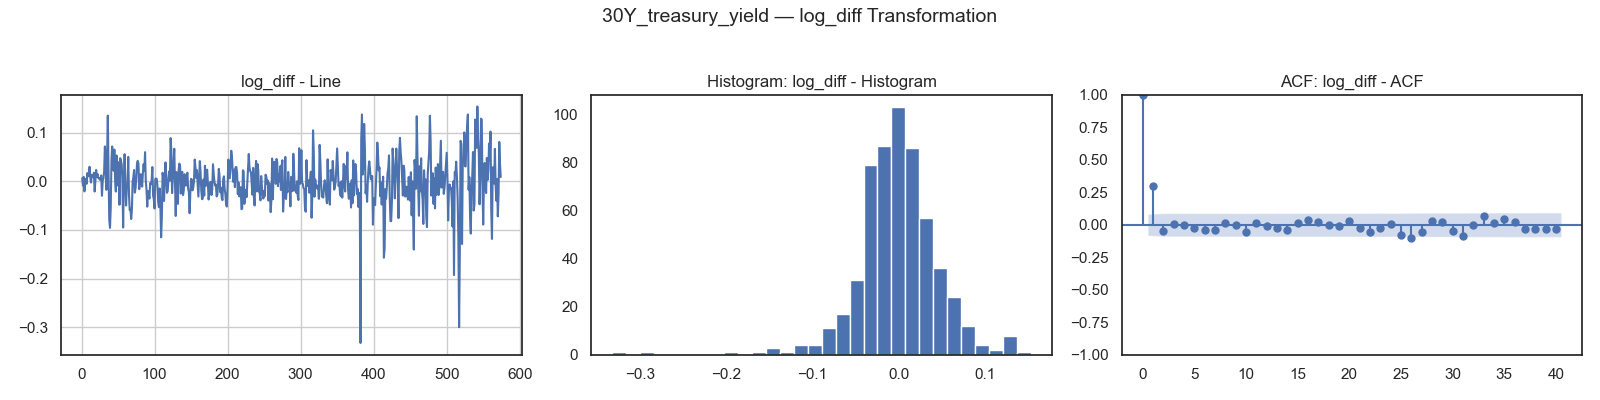 30Y_treasury_yield — log_diff Transformation
log_diff - Line
0.1
0.0
−0.1
−0.2
−0.3
0 100 200 300 400 500 600
Histogram: log_diff - Histogram
100
80
60
40
20
0
−0.3 −0.2 −0.1 0.0 0.1
ACF: log_diff - ACF
1.00
0.75
0.50
0.25
0.00
−0.25
−0.50
−0.75
−1.00
0 5 10 15 20 25 30 35 40